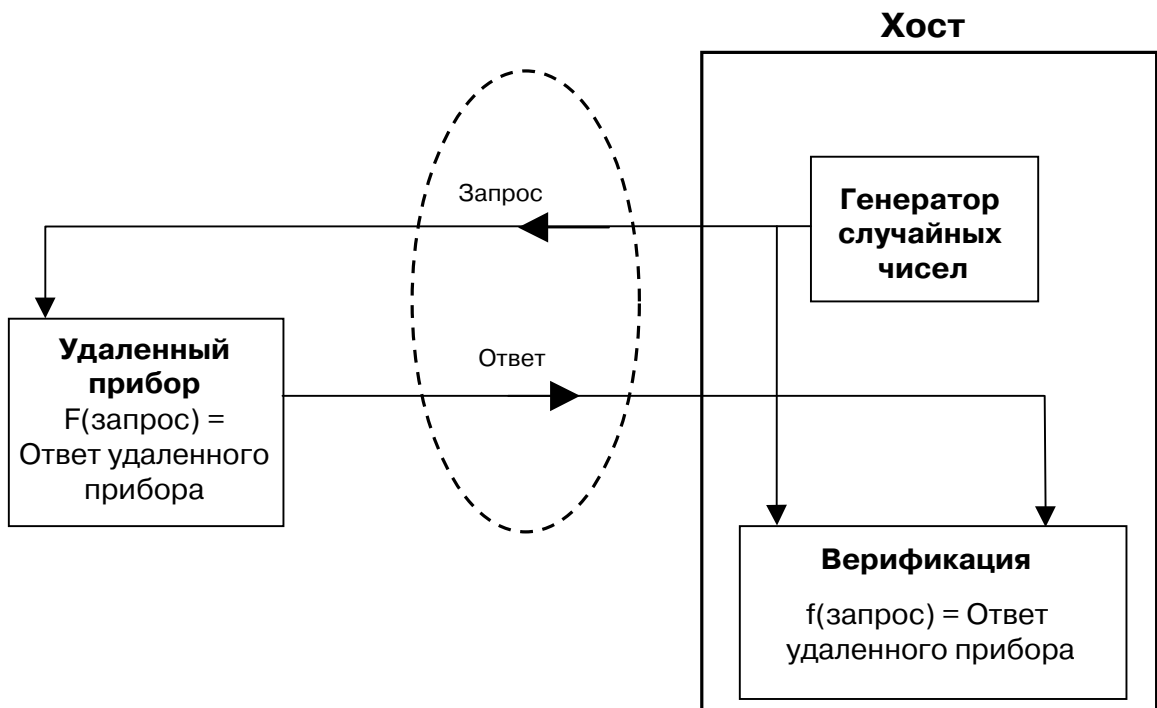 Хост
Запрос
Генератор
случайных
чисел
Удаленный
прибор
F(запрос) =
Ответ удаленного
прибора
Ответ
Верификация
f(запрос) = Ответ
удаленного прибора